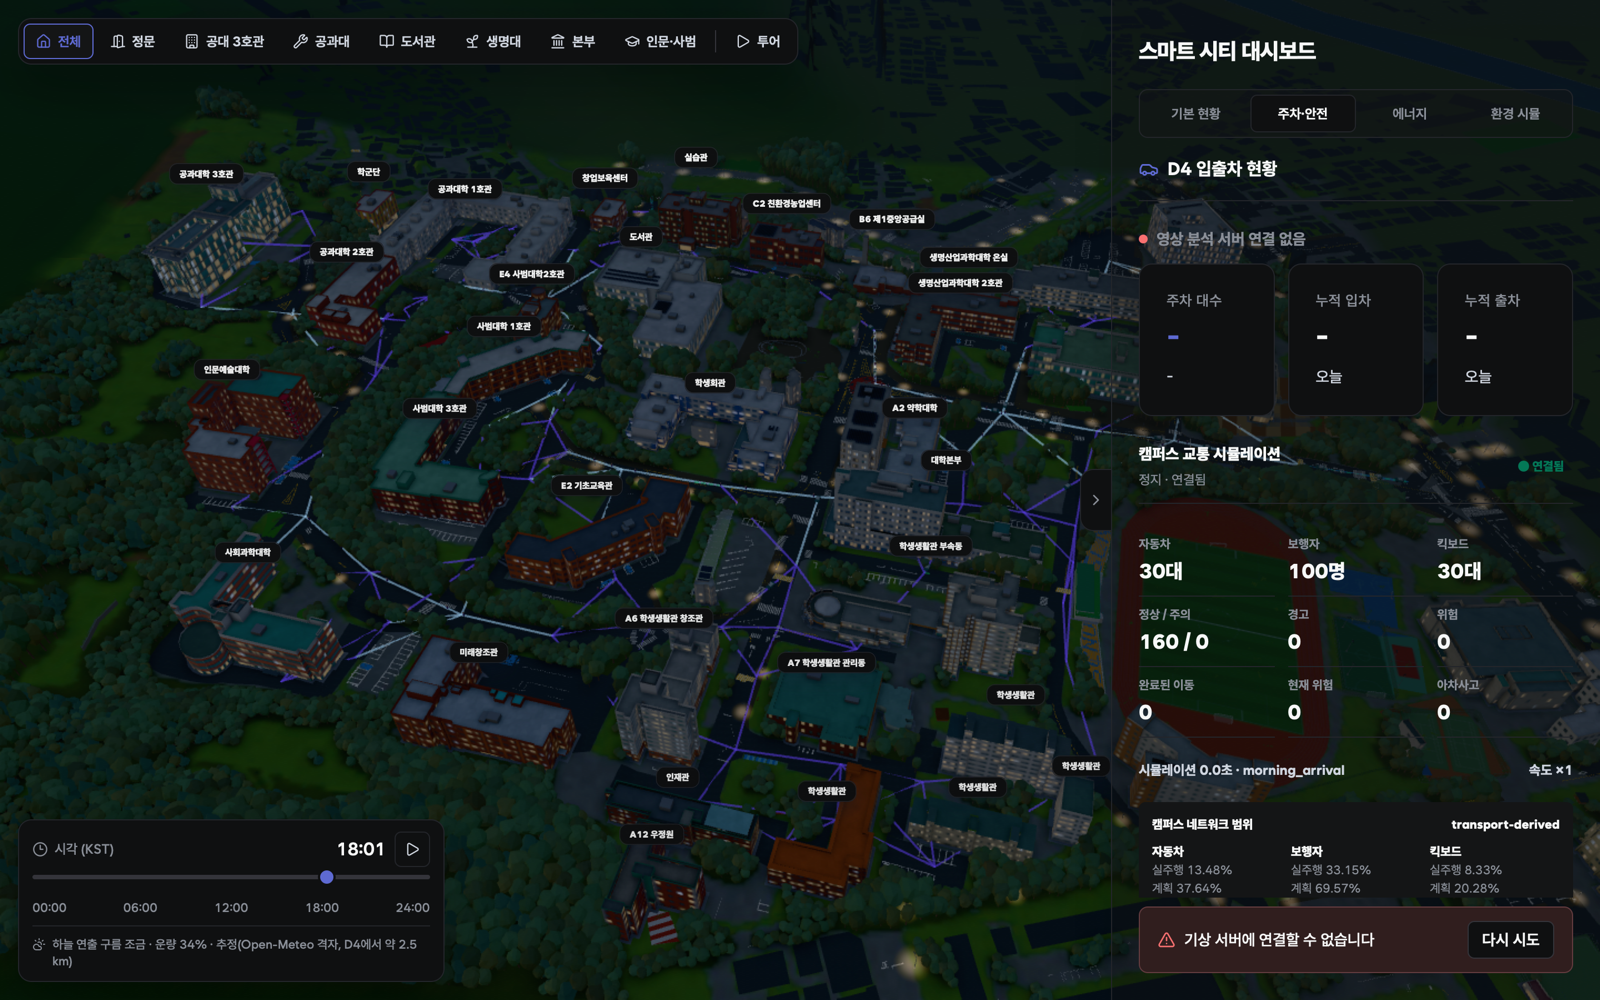 전체
정문
공대 3호관
공과대
도서관
생명대
본부
인문·사범
투어
실습관
공과대학 3호관
학군단
창업보육센터
공과대학 1호관
C2 친환경농업센터
B6 제1중앙공급실
도서관
공과대학 2호관
생명산업과학대학 온실
E4 사범대학2호관
생명산업과학대학 2호관
사범대학 1호관
인문예술대학
학생회관
사범대학 3호관
A2 약학대학
대학본부
E2 기초교육관
학생생활관 부속동
사회과학대학
A6 학생생활관 창조관
미래창조관
A7 학생생활관 관리동
학생생활관
학생생활관
인재관
학생생활관
학생생활관
A12 우정원
시각 (KST)
18:01
00:00
06:00
12:00
18:00
24:00
하늘 연출 구름 조금 · 운량 34% · 추정(Open-Meteo 격자, D4에서 약 2.5
km)
스마트 시티 대시보드
기본 현황
주차·안전
에너지
환경 시뮬
D4 입출차 현황
영상 분석 서버 연결 없음
주차 대수
–
-
누적 입차
–
오늘
누적 출차
–
오늘
캠퍼스 교통 시뮬레이션
정지 · 연결됨
연결됨
자동차
30대
보행자
100명
킥보드
30대
정상 / 주의
160 / 0
경고
0
위험
0
완료된 이동
0
현재 위험
0
아차사고
0
시뮬레이션 0.0초 · morning_arrival
속도 ×1
캠퍼스 네트워크 범위
transport-derived
자동차
실주행 13.48%
계획 37.64%
보행자
실주행 33.15%
계획 69.57%
킥보드
실주행 8.33%
계획 20.28%
기상 서버에 연결할 수 없습니다
다시 시도